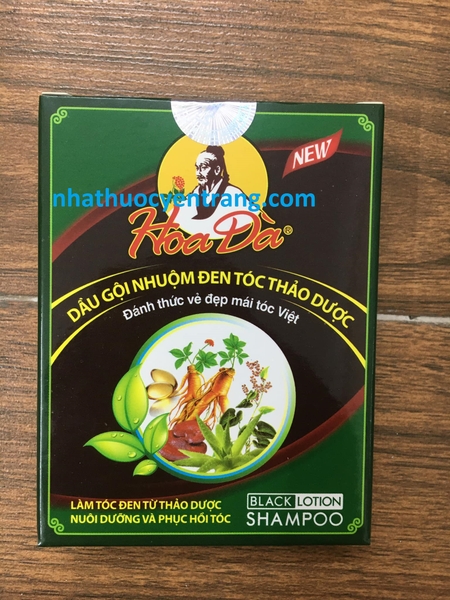 NEW
nhathuocyentrang.com
Hoa Đà®
DẦU GỘI NHUỘM ĐEN TÓC THẢO DƯỢC
Đánh thức vẻ đẹp mái tóc Việt
LÀM TÓC ĐEN TỪ THẢO DƯỢC
NUÔI DƯỠNG VÀ PHỤC HỒI TÓC
BLACK LOTION
SHAMPOO